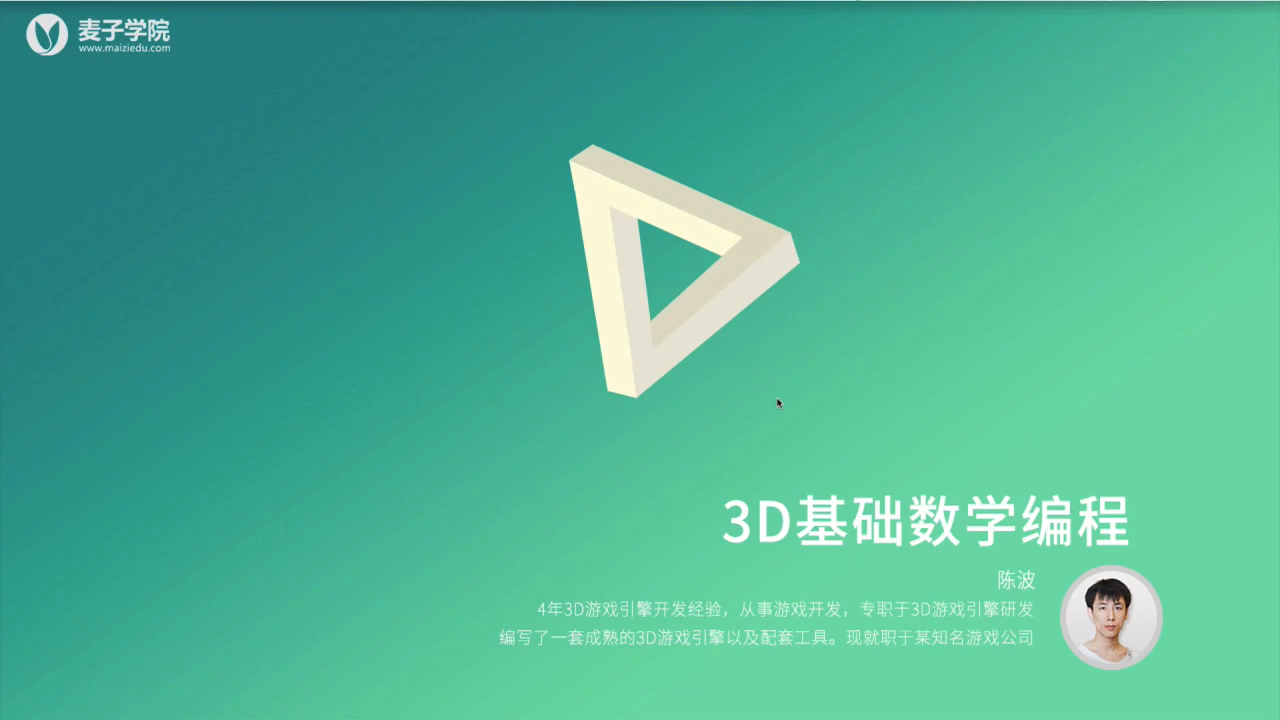 麦子学院
www.maiziedu.com
3D基础数学编程
陈波
4年3D游戏引擎开发经验，从事游戏开发，专职于3D游戏引擎研发
编写了一套成熟的3D游戏引擎以及配套工具。现就职于某知名游戏公司